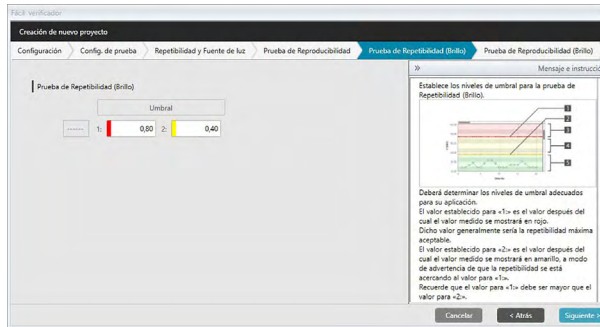 Fácil verificador
Creación de nuevo proyecto
Configuración
Config. de prueba
Repetibilidad y Fuente de luz
Prueba de Reproducibilidad
Prueba de Repetibilidad (Brillo)
Prueba de Reproducibilidad (Brillo)
Prueba de Repetibilidad (Brillo)
Umbral
------ 1: 0,80 2: 0,40
» Mensaje e instrucció
Establece los niveles de umbral para la prueba de
Repetibilidad (Brillo).
1
2
3
4
5
Deberá determinar los niveles de umbral adecuados
para su aplicación.
El valor establecido para «1:» es el valor después del
cual el valor medido se mostrará en rojo.
Dicho valor generalmente sería la repetibilidad máxima
aceptable.
El valor establecido para «2:» es el valor después del
cual el valor medido se mostrará en amarillo, a modo
de advertencia de que la repetibilidad se está
acercando al valor para «1:».
Recuerde que el valor para «1:» debe ser mayor que el
valor para «2:».
Cancelar
< Atrás
Siguiente >